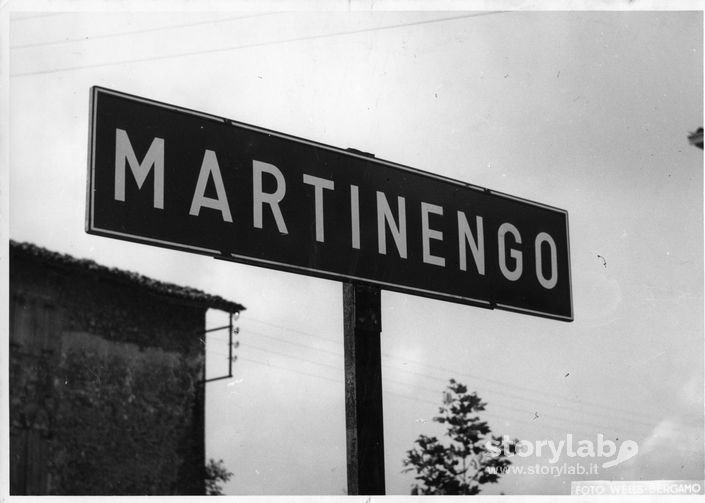 MARTINENGO
storylab
www.storylab.it
FOTO WELLS-BERGAMO